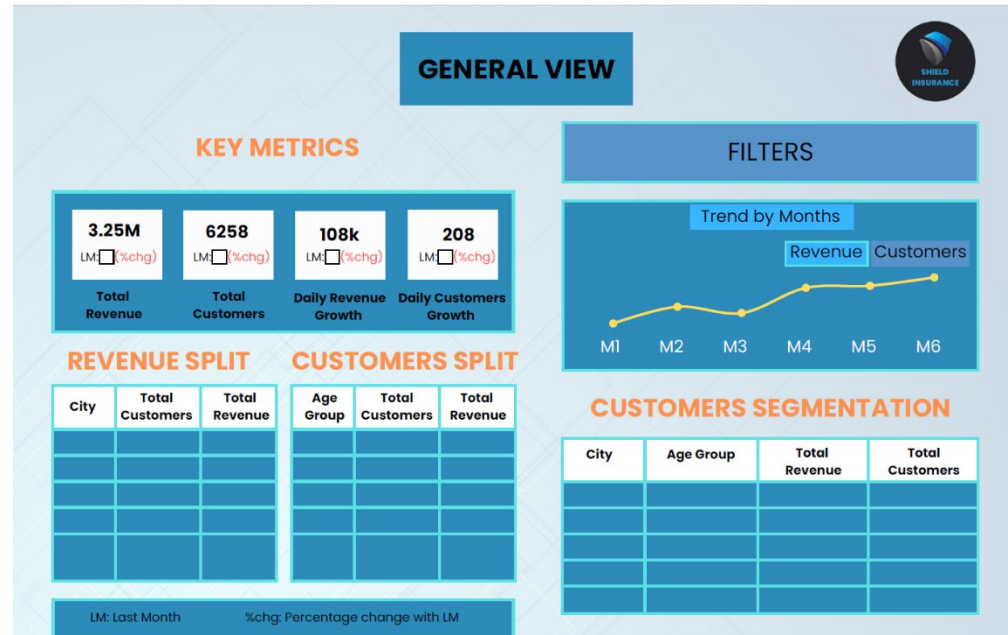 GENERAL VIEW
SHIELD
INSURANCE
KEY METRICS
3.25M
LM: (%chg)
Total
Revenue
6258
LM: (%chg)
Total
Customers
108k
LM: (%chg)
Daily Revenue
Growth
208
LM: (%chg)
Daily Customers
Growth
FILTERS
Trend by Months
Revenue Customers
M1 M2 M3 M4 M5 M6
REVENUE SPLIT
City
Total
Customers
Total
Revenue
CUSTOMERS SPLIT
Age
Group
Total
Customers
Total
Revenue
CUSTOMERS SEGMENTATION
City
Age Group
Total
Revenue
Total
Customers
LM: Last Month %chg: Percentage change with LM